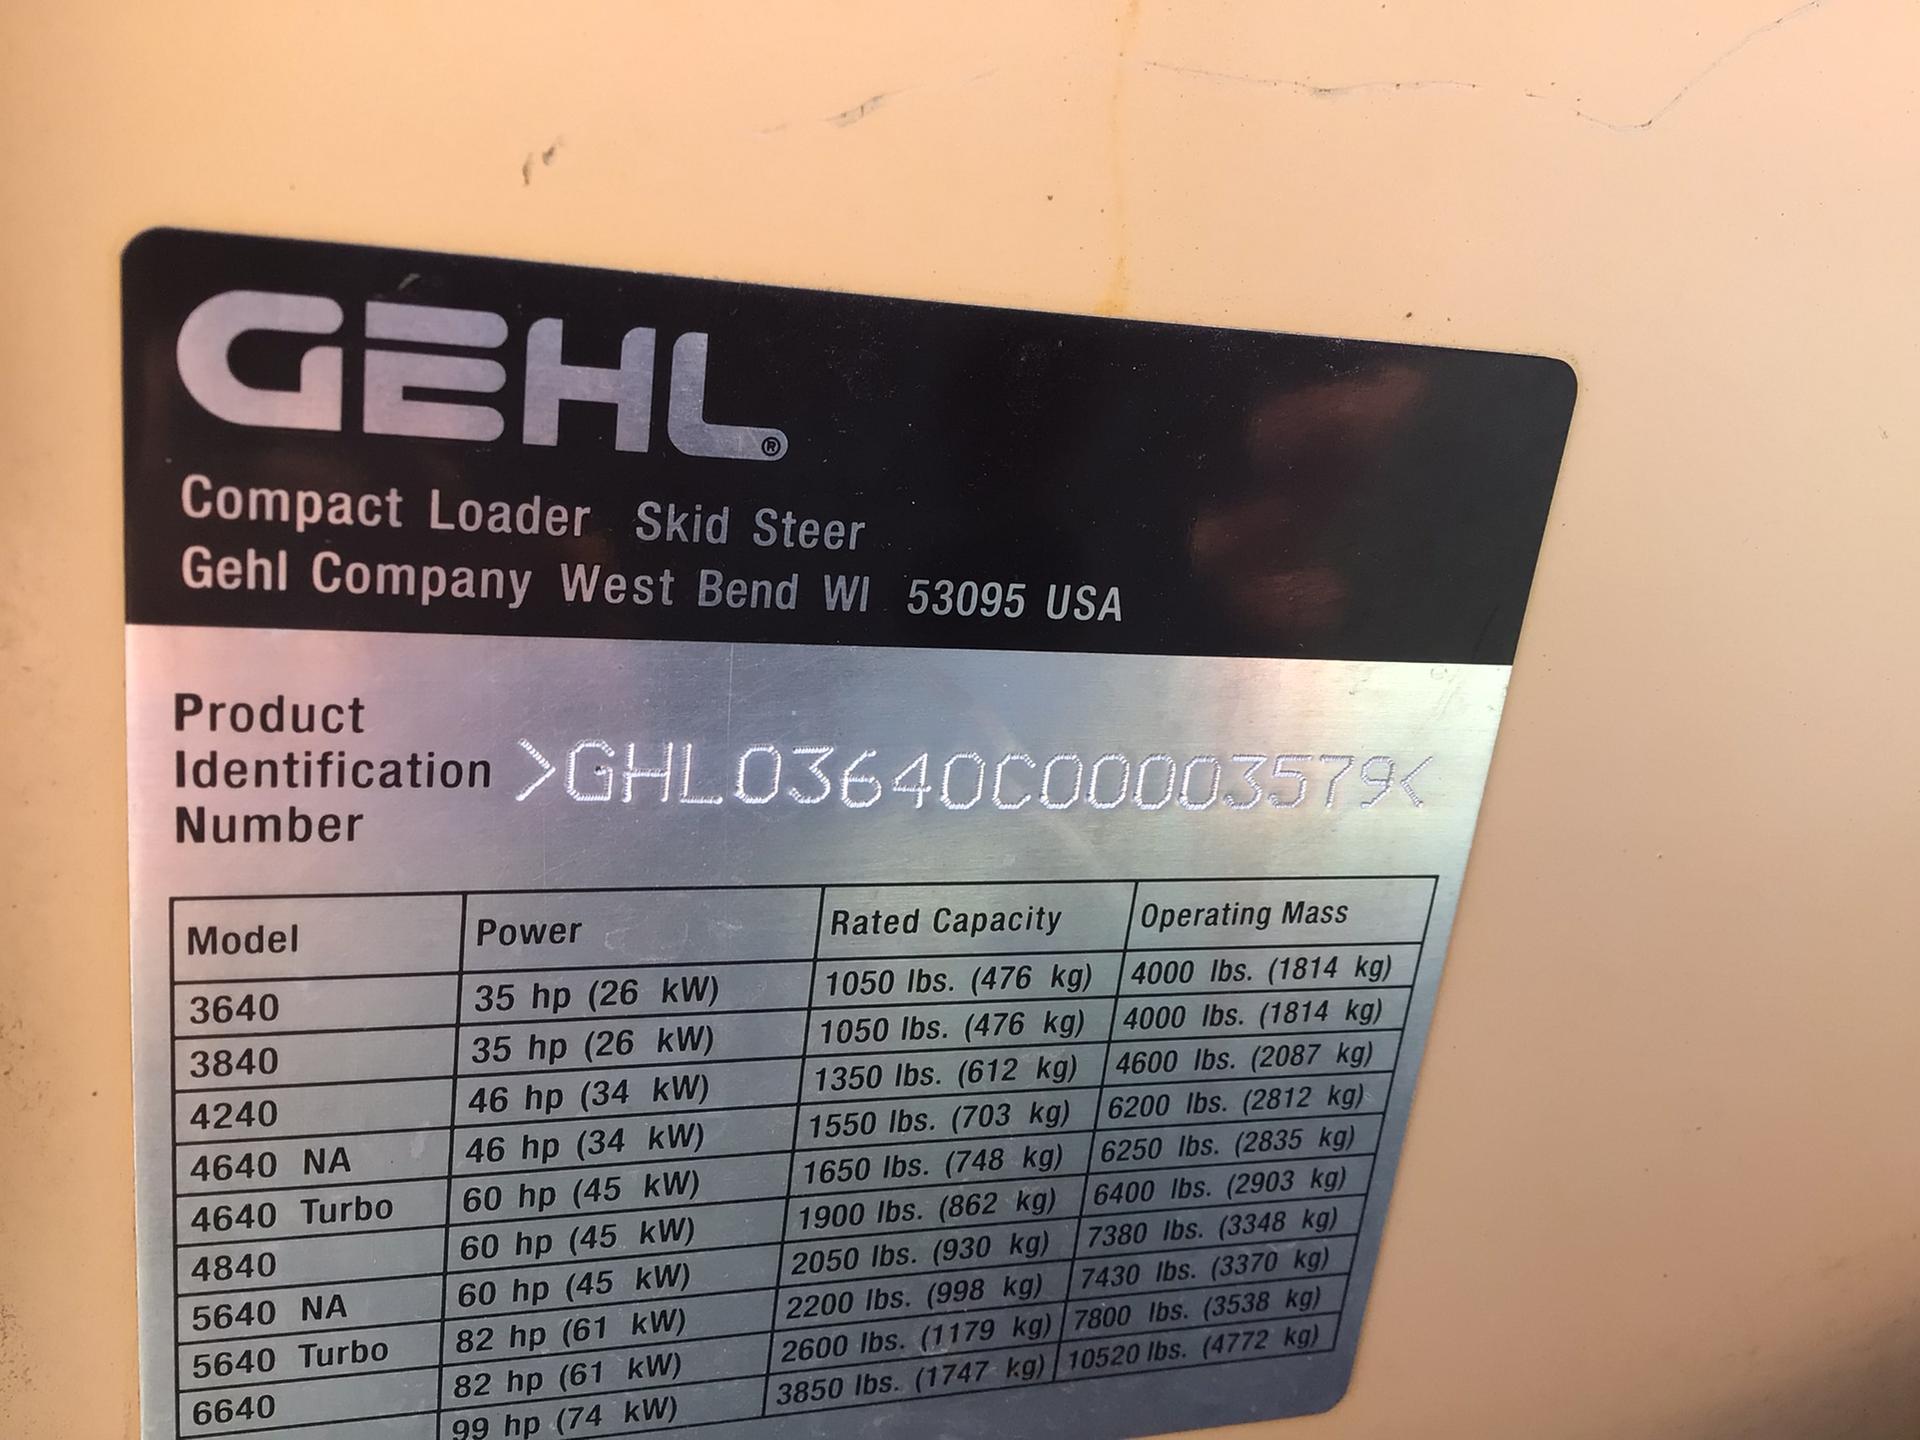 GEHL®
Compact Loader Skid Steer
Gehl Company West Bend WI 53095 USA
Product
Identification >GHL03640C00003579<
Number
Model Power Rated Capacity Operating Mass
3640 35 hp (26 kW) 1050 lbs. (476 kg) 4000 lbs. (1814 kg)
3840 35 hp (26 kW) 1050 lbs. (476 kg) 4000 lbs. (1814 kg)
4240 46 hp (34 kW) 1350 lbs. (612 kg) 4600 lbs. (2087 kg)
4640 NA 46 hp (34 kW) 1550 lbs. (703 kg) 6200 lbs. (2812 kg)
4640 Turbo 60 hp (45 kW) 1650 lbs. (748 kg) 6250 lbs. (2835 kg)
4840 60 hp (45 kW) 1900 lbs. (862 kg) 6400 lbs. (2903 kg)
5640 NA 60 hp (45 kW) 2050 lbs. (930 kg) 7380 lbs. (3348 kg)
5640 Turbo 82 hp (61 kW) 2200 lbs. (998 kg) 7430 lbs. (3370 kg)
6640 82 hp (61 kW) 2600 lbs. (1179 kg) 7800 lbs. (3538 kg)
99 hp (74 kW) 3850 lbs. (1747 kg) 10520 lbs. (4772 kg)